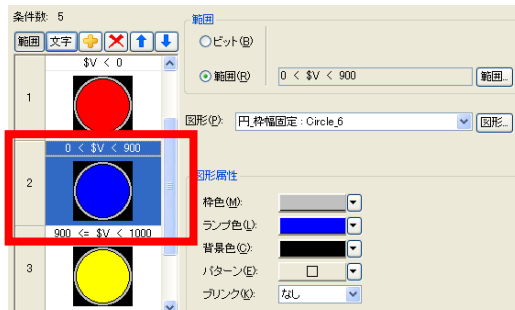 条件数: 5
範囲 文字
$V < 0
1
0 < $V < 900
2
900 <= $V < 1000
3
範囲
ビット(B)
範囲(R) 0 < $V < 900 範囲...
図形(P): 円_枠幅固定 : Circle_6 図形...
図形属性
枠色(M):
ランプ色(L):
背景色(C):
パターン(E):
ブリンク(K): なし